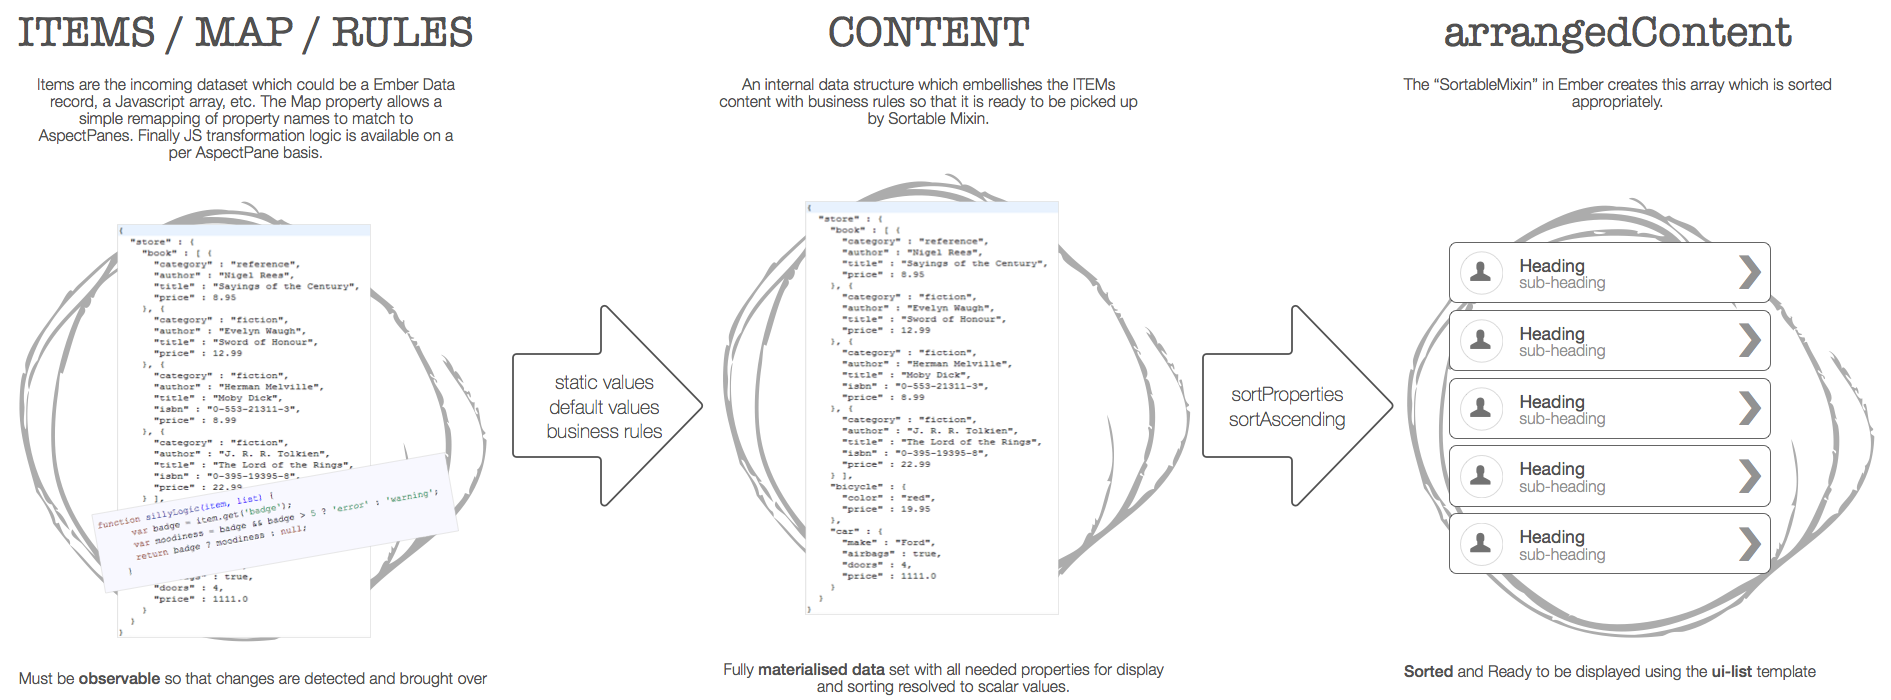 ITEMS / MAP / RULES
Items are the incoming dataset which could be a Ember Data
record, a Javascript array, etc. The Map property allows a
simple remapping of property names to match to
AspectPanes. Finally JS transformation logic is available on a
per AspectPane basis.
{
"store" : {
"book" : [ {
"category" : "reference",
"author" : "Nigel Rees",
"title" : "Sayings of the Century",
"price" : 8.95
}, {
"category" : "fiction",
"author" : "Evelyn Waugh",
"title" : "Sword of Honour",
"price" : 12.99
}, {
"category" : "fiction",
"author" : "Herman Melville",
"title" : "Moby Dick",
"isbn" : "0-553-21311-3",
"price" : 8.99
}, {
"category" : "fiction",
"author" : "J. R. R. Tolkien",
"title" : "The Lord of the Rings",
"isbn" : "0-395-19395-8",
"price" : 22.99
} ],
function sillyLogic(item, list) {
var badge = item.get('badge');
var moodiness = badge && badge > 5 ? 'error' : 'warning';
return badge ? moodiness : null;
}
: true,
"doors" : 4,
"price" : 1111.0
}
}
}
Must be observable so that changes are detected and brought over
static values
default values
business rules
CONTENT
An internal data structure which embellishes the ITEMs
content with business rules so that it is ready to be picked up
by Sortable Mixin.
{
"store" : {
"book" : [ {
"category" : "reference",
"author" : "Nigel Rees",
"title" : "Sayings of the Century",
"price" : 8.95
}, {
"category" : "fiction",
"author" : "Evelyn Waugh",
"title" : "Sword of Honour",
"price" : 12.99
}, {
"category" : "fiction",
"author" : "Herman Melville",
"title" : "Moby Dick",
"isbn" : "0-553-21311-3",
"price" : 8.99
}, {
"category" : "fiction",
"author" : "J. R. R. Tolkien",
"title" : "The Lord of the Rings",
"isbn" : "0-395-19395-8",
"price" : 22.99
} ],
"bicycle" : {
"color" : "red",
"price" : 19.95
},
"car" : {
"make" : "Ford",
"airbags" : true,
"doors" : 4,
"price" : 1111.0
}
}
}
Fully materialised data set with all needed properties for display
and sorting resolved to scalar values.
sortProperties
sortAscending
arrangedContent
The “SortableMixin” in Ember creates this array which is sorted
appropriately.
Heading
sub-heading
Heading
sub-heading
Heading
sub-heading
Heading
sub-heading
Heading
sub-heading
Sorted and Ready to be displayed using the ui-list template